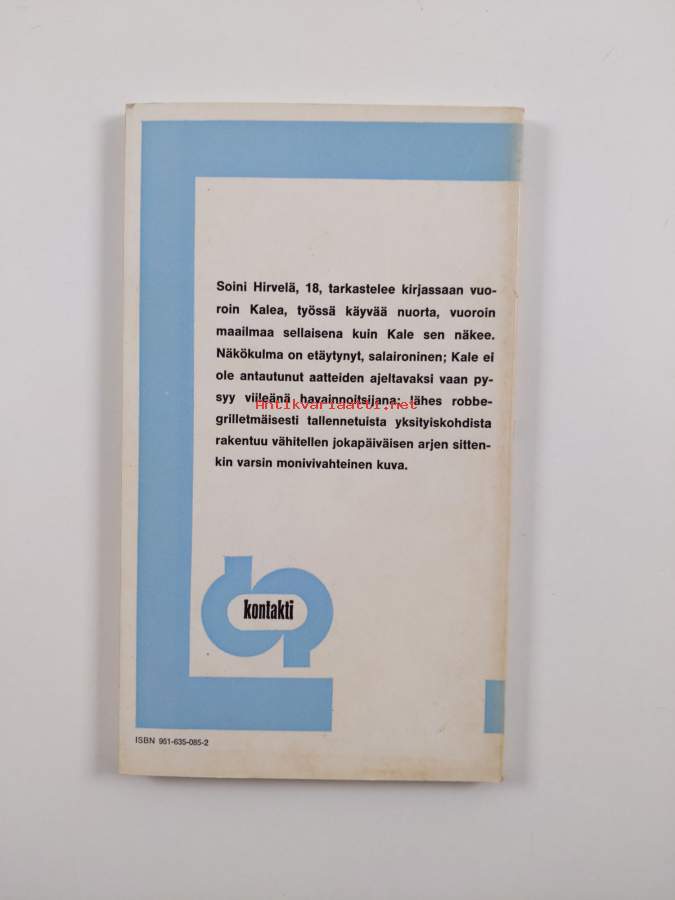 Soini Hirvelä, 18, tarkastelee kirjassaan vuo-
roin Kalea, työssä käyvää nuorta, vuoroin
maailmaa sellaisena kuin Kale sen näkee.
Näkökulma on etäytynyt, salaironinen; Kale ei
ole antautunut aatteiden ajeltavaksi vaan py-
syy viileänä havainnoitsijana: lähes robbe-
Antikvariaatti.net
grilletmäisesti tallennetuista yksityiskohdista
rakentuu vähitellen jokapäiväisen arjen sitten-
kin varsin monivivahteinen kuva.
kontakti
ISBN 951-635-085-2